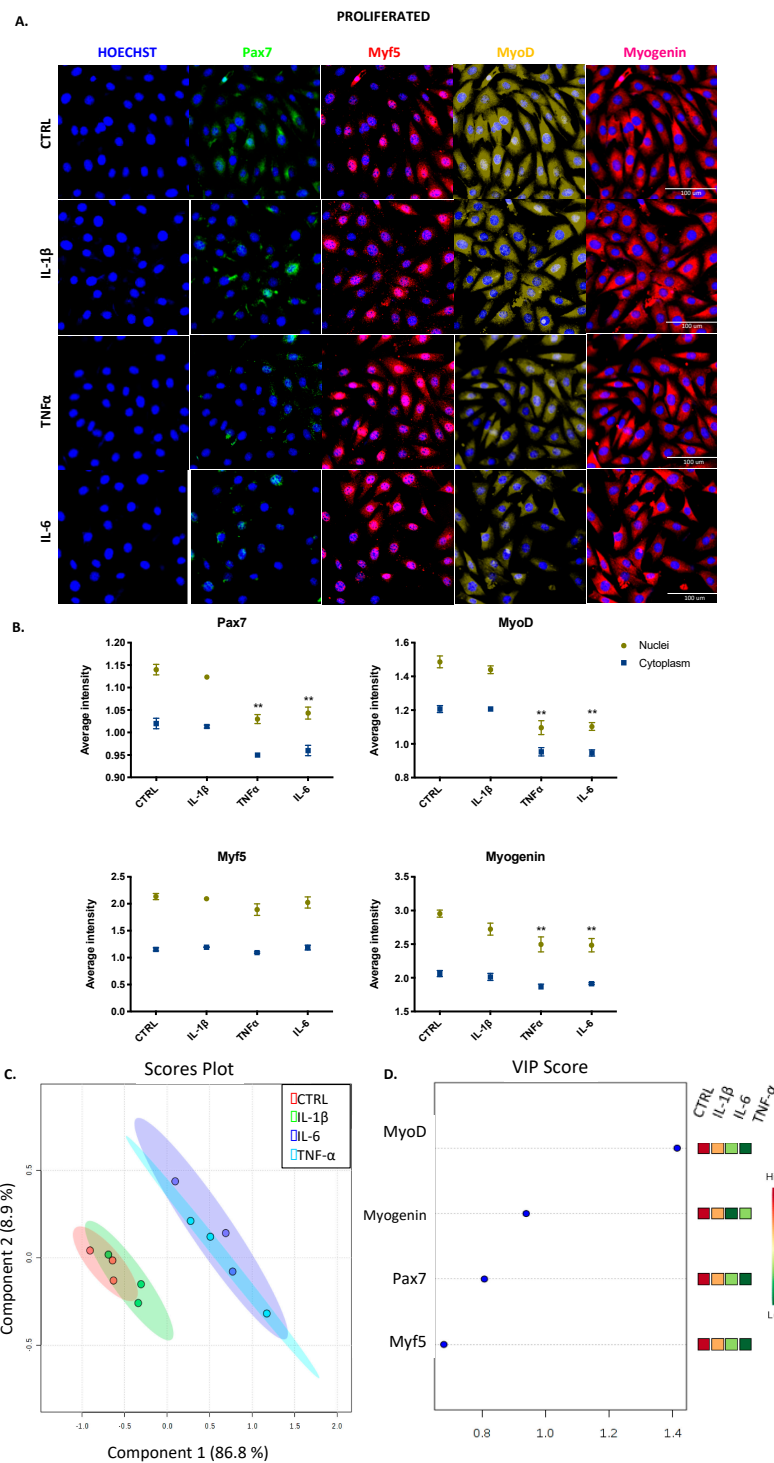 A.
PROLIFERATED
HOECHST Pax7 Myf5 MyoD Myogenin
CTRL
100 um
IL-1β
100 um
TNFα
100 um
IL-6
100 um
B.
Pax7
Average intensity
1.20
1.15
1.10
1.05
1.00
0.95
0.90
** **
CTRL IL-1β TNFα IL-6
MyoD
Average intensity
1.6
1.4
1.2
1.0
0.8
** **
CTRL IL-1β TNFα IL-6
Nuclei
Cytoplasm
Myf5
Average intensity
2.5
2.0
1.5
1.0
0.5
0.0
CTRL IL-1β TNFα IL-6
Myogenin
Average intensity
3.5
3.0
2.5
2.0
1.5
** **
CTRL IL-1β TNFα IL-6
C.
Scores Plot
CTRL
IL-1β
IL-6
TNF-α
Component 2 (8.9 %)
0.5
0.0
-0.5
-1.0 -0.5 0.0 0.5 1.0 1.5 2.0
Component 1 (86.8 %)
D.
VIP Score
CTRL IL-1β IL-6 TNF-α
MyoD
Myogenin
Pax7
Myf5
0.8 1.0 1.2 1.4